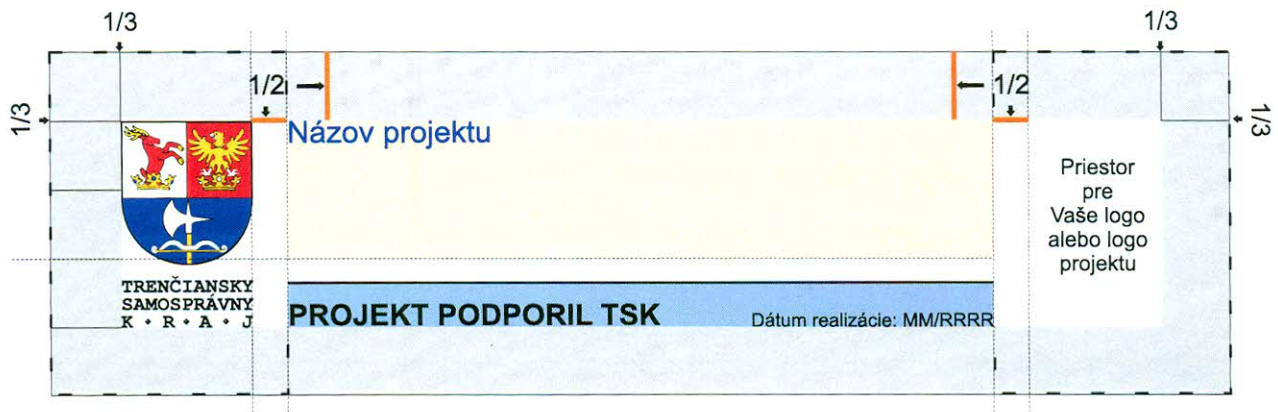 1/3
1/3
1/2
1/2
1/3
1/3
Názov projektu
Priestor
pre
Vaše logo
alebo logo
projektu
TRENČIANSKY
SAMOSPRÁVNY
K • R • A • J
PROJEKT PODPORIL TSK
Dátum realizácie: MM/RRRR